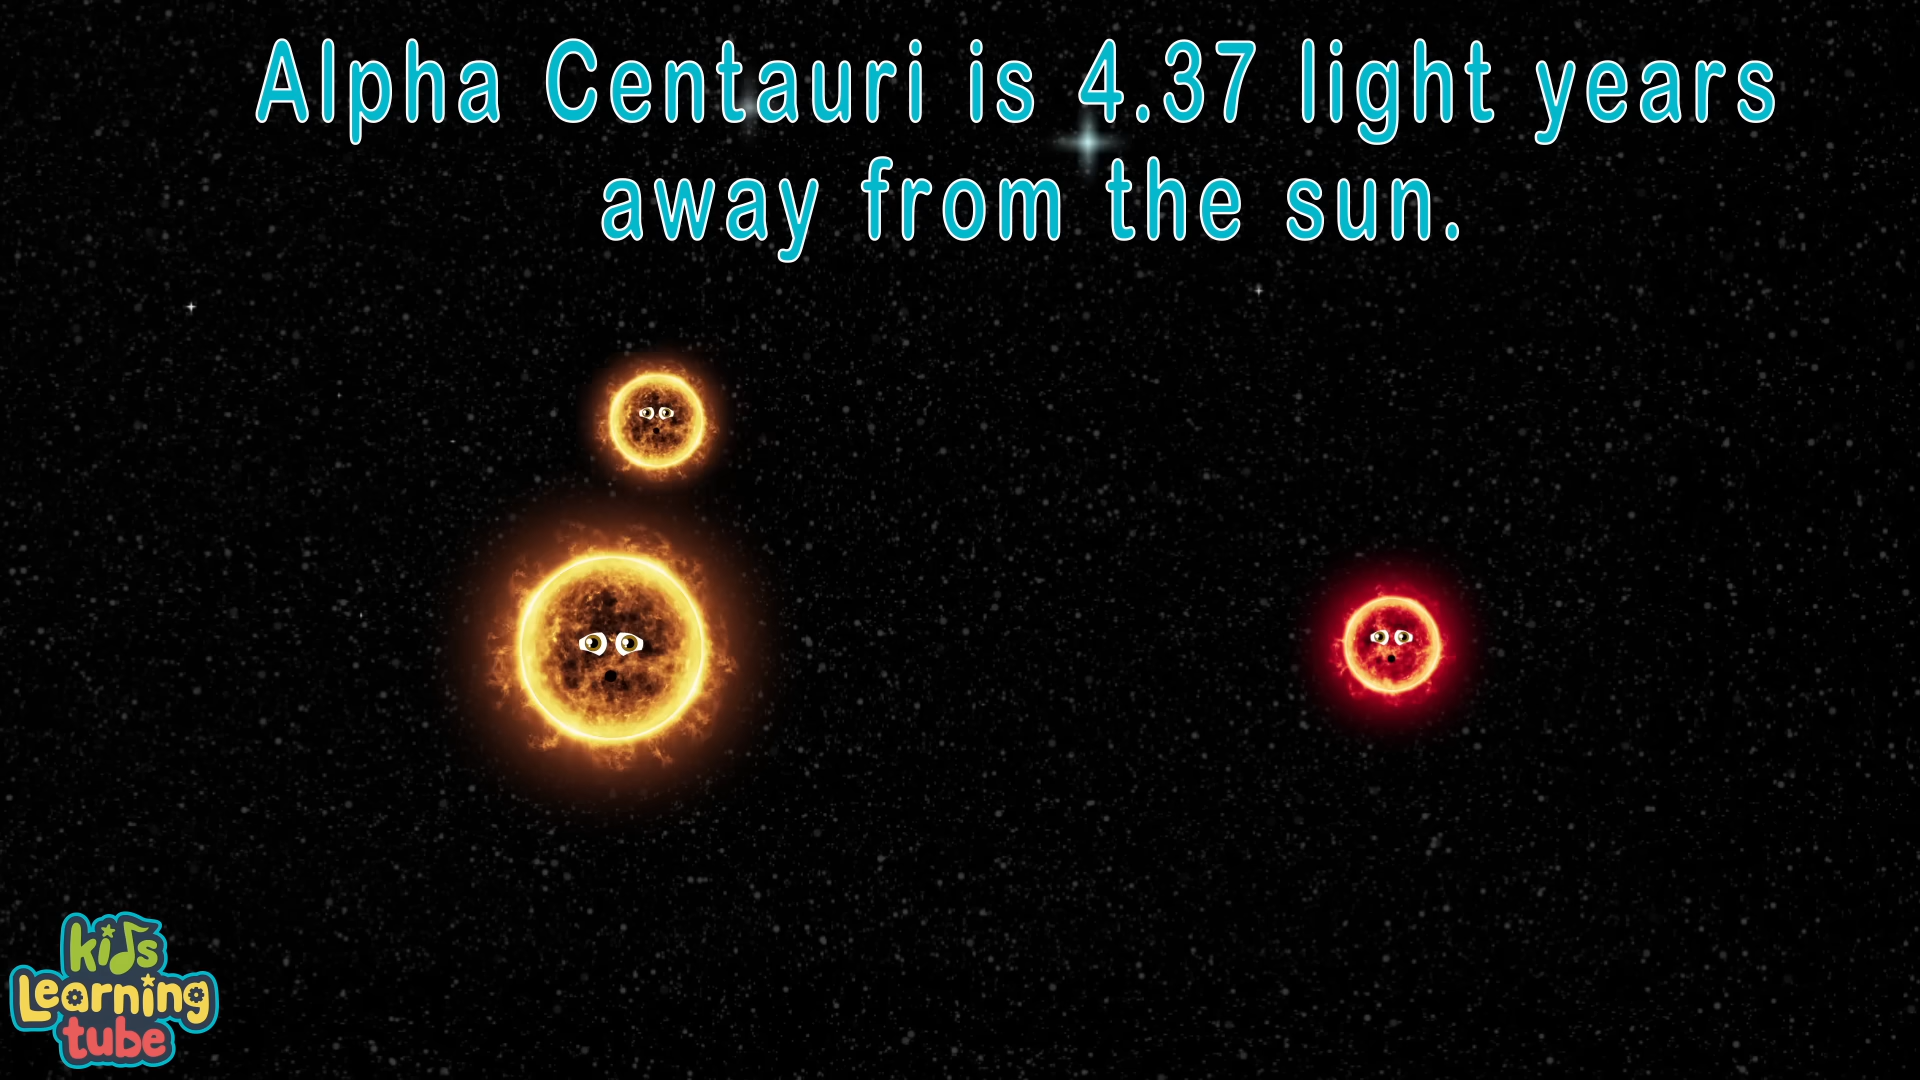 Alpha Centauri is 4.37 light years
away from the sun.
kids
Learning
tube